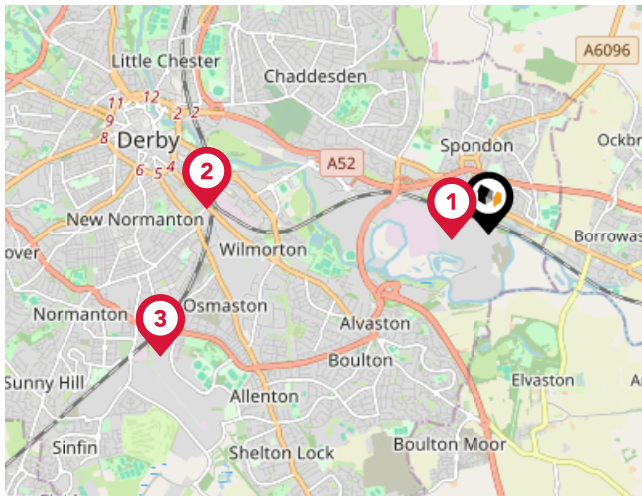 A6096
Little Chester
Chaddesden
11 12 2 2
9
Derby
8
6 5 4
A52
Spondon
Ockbr
2
1
New Normanton
Wilmorton
Borrowas
over
Normanton
3
Osmaston
Alvaston
Boulton
Sunny Hill
Allenton
Elvaston
A
Sinfin
Shelton Lock
Boulton Moor